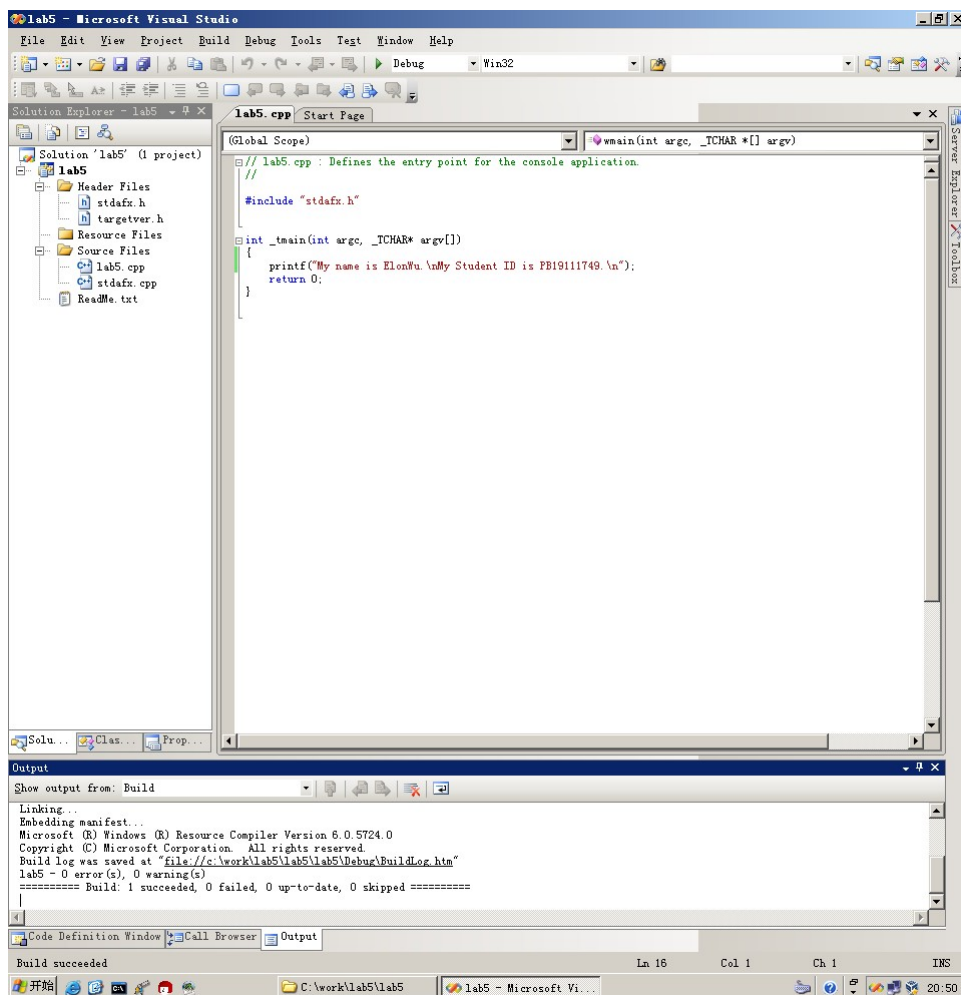 lab5 - Microsoft Visual Studio
File Edit View Project Build Debug Tools Test Window Help
Debug Win32
Solution Explorer - lab5
lab5.cpp Start Page
(Global Scope) wmain(int argc, _TCHAR *[] argv)
Solution 'lab5' (1 project)
lab5
Header Files
stdafx.h
targetver.h
Resource Files
Source Files
lab5.cpp
stdafx.cpp
ReadMe.txt
// lab5.cpp : Defines the entry point for the console application.
//
#include "stdafx.h"
int _tmain(int argc, _TCHAR* argv[])
{
printf("My name is ElonWu.\nMy Student ID is PB19111749.\n");
return 0;
}
Server Explorer
Toolbox
Solu... Clas... Prop...
Output
Show output from: Build
Linking...
Embedding manifest...
Microsoft (R) Windows (R) Resource Compiler Version 6.0.5724.0
Copyright (C) Microsoft Corporation. All rights reserved.
Build log was saved at "file://c:\work\lab5\lab5\lab5\Debug\BuildLog.htm"
lab5 - 0 error(s), 0 warning(s)
========== Build: 1 succeeded, 0 failed, 0 up-to-date, 0 skipped ==========
Code Definition Window Call Browser Output
Build succeeded Ln 16 Col 1 Ch 1 INS
开始 C:\work\lab5\lab5 lab5 - Microsoft Vi... 20:50